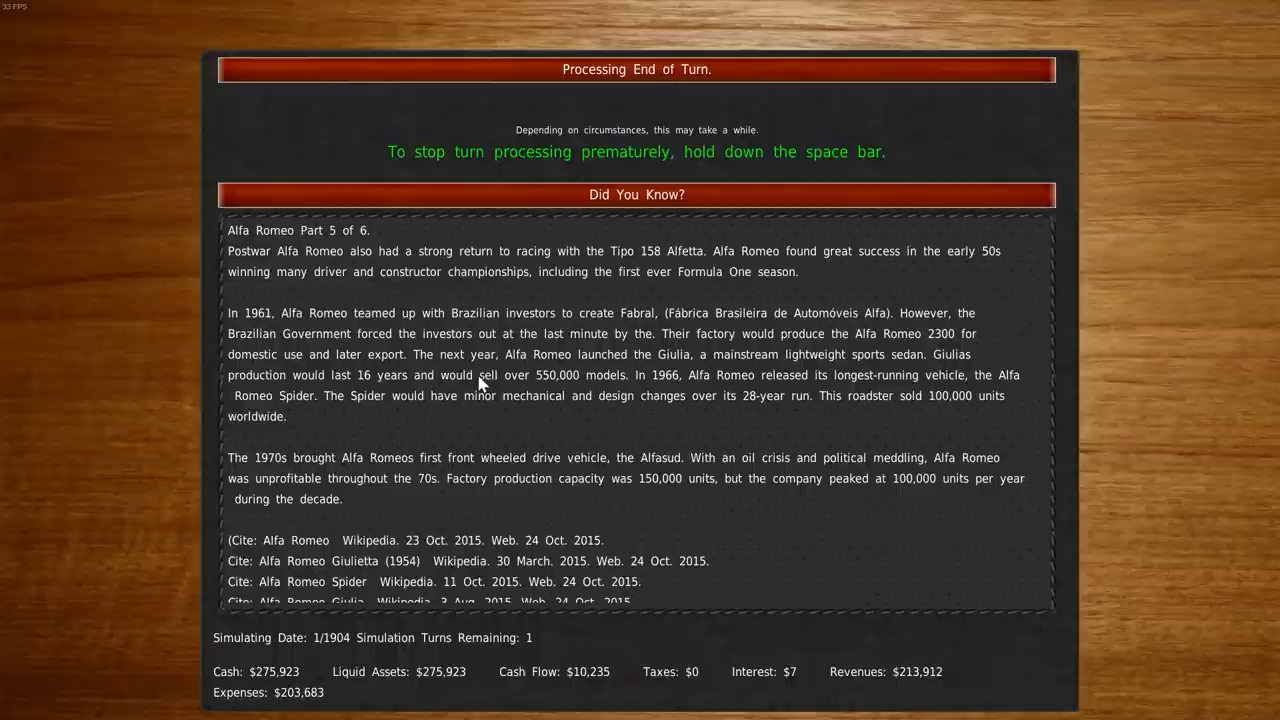 33 FPS
Processing End of Turn.
Depending on circumstances, this may take a while.
To stop turn processing prematurely, hold down the space bar.
Did You Know?
Alfa Romeo Part 5 of 6.
Postwar Alfa Romeo also had a strong return to racing with the Tipo 158 Alfetta. Alfa Romeo found great success in the early 50s
winning many driver and constructor championships, including the first ever Formula One season.
In 1961, Alfa Romeo teamed up with Brazilian investors to create Fabral, (Fábrica Brasileira de Automóveis Alfa). However, the
Brazilian Government forced the investors out at the last minute by the. Their factory would produce the Alfa Romeo 2300 for
domestic use and later export. The next year, Alfa Romeo launched the Giulia, a mainstream lightweight sports sedan. Giulias
production would last 16 years and would sell over 550,000 models. In 1966, Alfa Romeo released its longest-running vehicle, the Alfa
Romeo Spider. The Spider would have minor mechanical and design changes over its 28-year run. This roadster sold 100,000 units
worldwide.
The 1970s brought Alfa Romeos first front wheeled drive vehicle, the Alfasud. With an oil crisis and political meddling, Alfa Romeo
was unprofitable throughout the 70s. Factory production capacity was 150,000 units, but the company peaked at 100,000 units per year
during the decade.
(Cite: Alfa Romeo Wikipedia. 23 Oct. 2015. Web. 24 Oct. 2015.
Cite: Alfa Romeo Giulietta (1954) Wikipedia. 30 March. 2015. Web. 24 Oct. 2015.
Cite: Alfa Romeo Spider Wikipedia. 11 Oct. 2015. Web. 24 Oct. 2015.
Cite: Alfa Romeo Giulia Wikipedia. 3 Aug. 2015. Web. 24 Oct. 2015.
Simulating Date: 1/1904 Simulation Turns Remaining: 1
Cash: $275,923 Liquid Assets: $275,923 Cash Flow: $10,235 Taxes: $0 Interest: $7 Revenues: $213,912
Expenses: $203,683